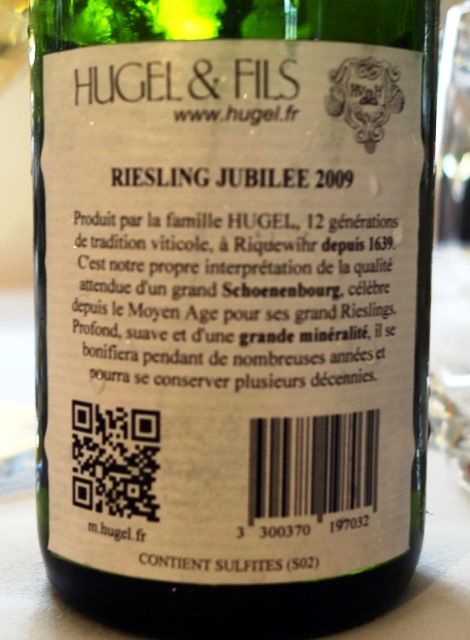 HUGEL & FILS
www.hugel.fr
RIESLING JUBILEE 2009
Produit par la famille HUGEL, 12 générations
de tradition viticole, à Riquewihr depuis 1639.
C'est notre propre interprétation de la qualité
attendue d'un grand Schoenenbourg, célèbre
depuis le Moyen Age pour ses grand Rieslings.
Profond, suave et d'une grande minéralité, il se
bonifiera pendant de nombreuses années et
pourra se conserver plusieurs décennies.
m.hugel.fr
3 300370 197032
CONTIENT SULFITES (S02)